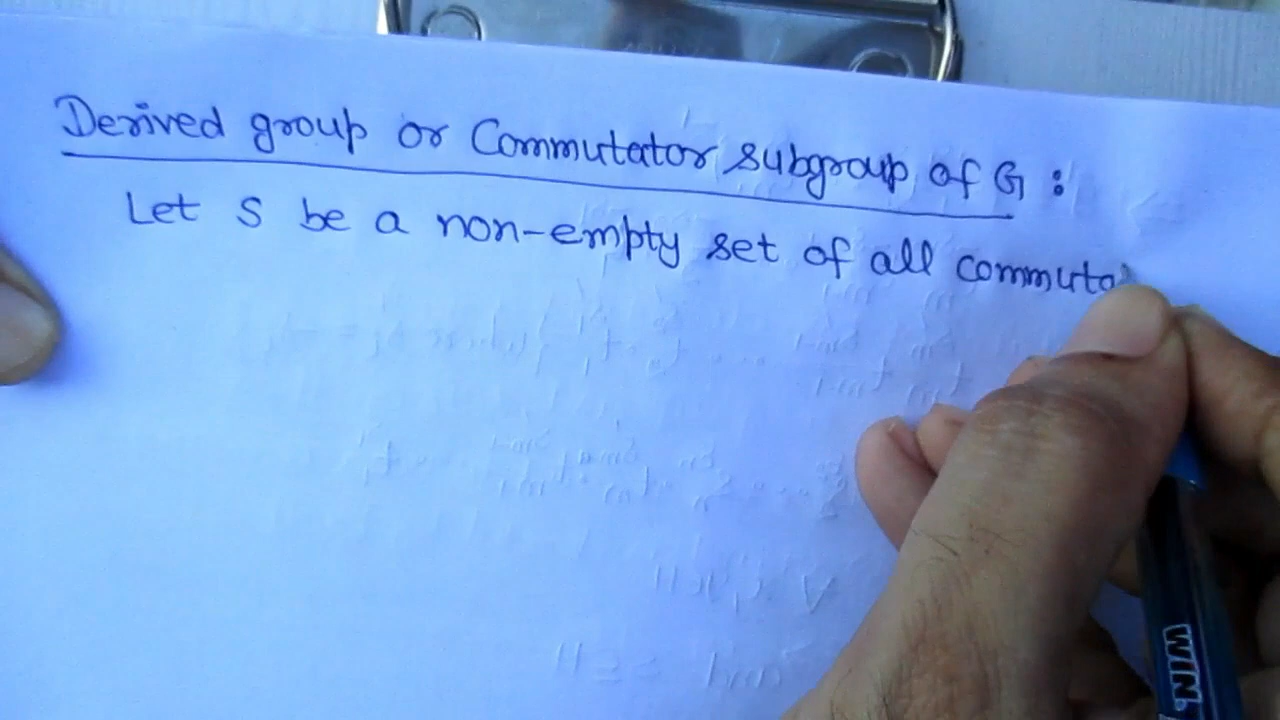 Derived group or Commutator subgroup of G :
Let S be a non-empty set of all commuta
WIN